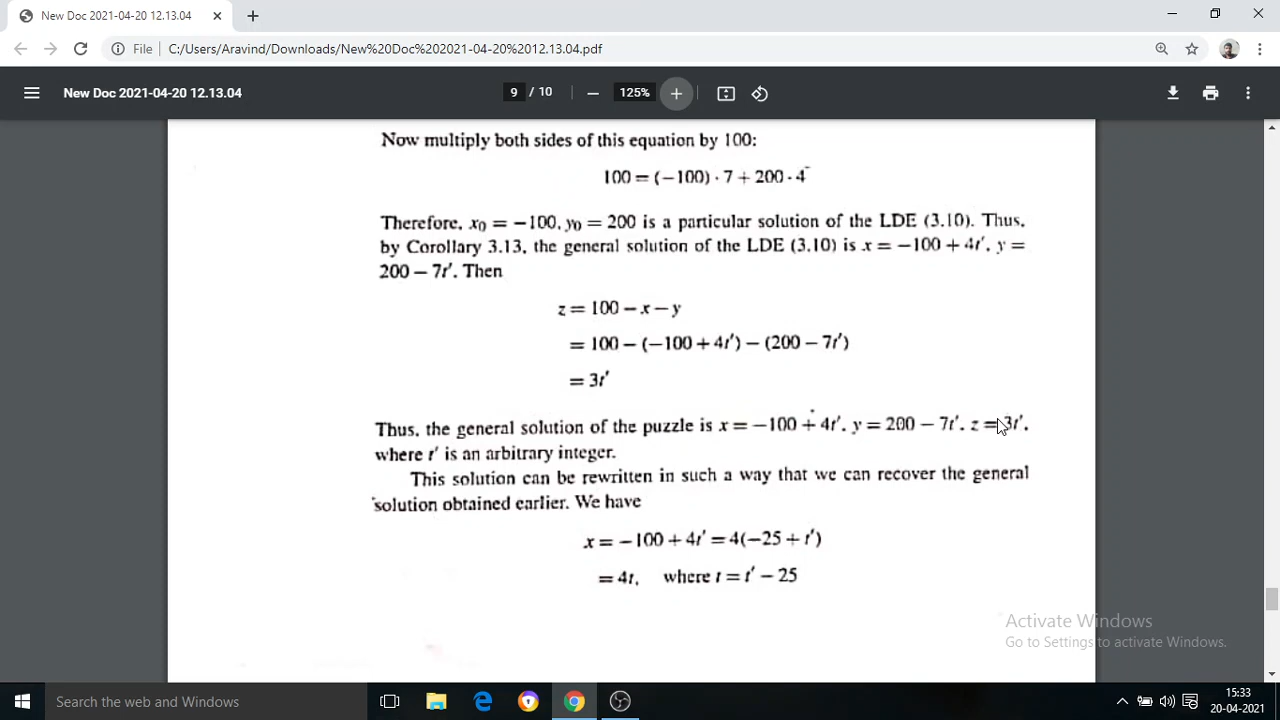 New Doc 2021-04-20 12.13.04
File C:/Users/Aravind/Downloads/New%20Doc%202021-04-20%2012.13.04.pdf
New Doc 2021-04-20 12.13.04 9 / 10 125%
Now multiply both sides of this equation by 100:
100 = (−100) · 7 + 200 · 4
Therefore, x₀ = −100, y₀ = 200 is a particular solution of the LDE (3.10). Thus,
by Corollary 3.13, the general solution of the LDE (3.10) is x = −100 + 4t′, y =
200 − 7t′. Then
z = 100 − x − y
= 100 − (−100 + 4t′) − (200 − 7t′)
= 3t′
Thus, the general solution of the puzzle is x = −100 + 4t′, y = 200 − 7t′, z = 3t′,
where t′ is an arbitrary integer.
This solution can be rewritten in such a way that we can recover the general
solution obtained earlier. We have
x = −100 + 4t′ = 4(−25 + t′)
= 4t, where t = t′ − 25
Activate Windows
Go to Settings to activate Windows.
Search the web and Windows
15:33
20-04-2021